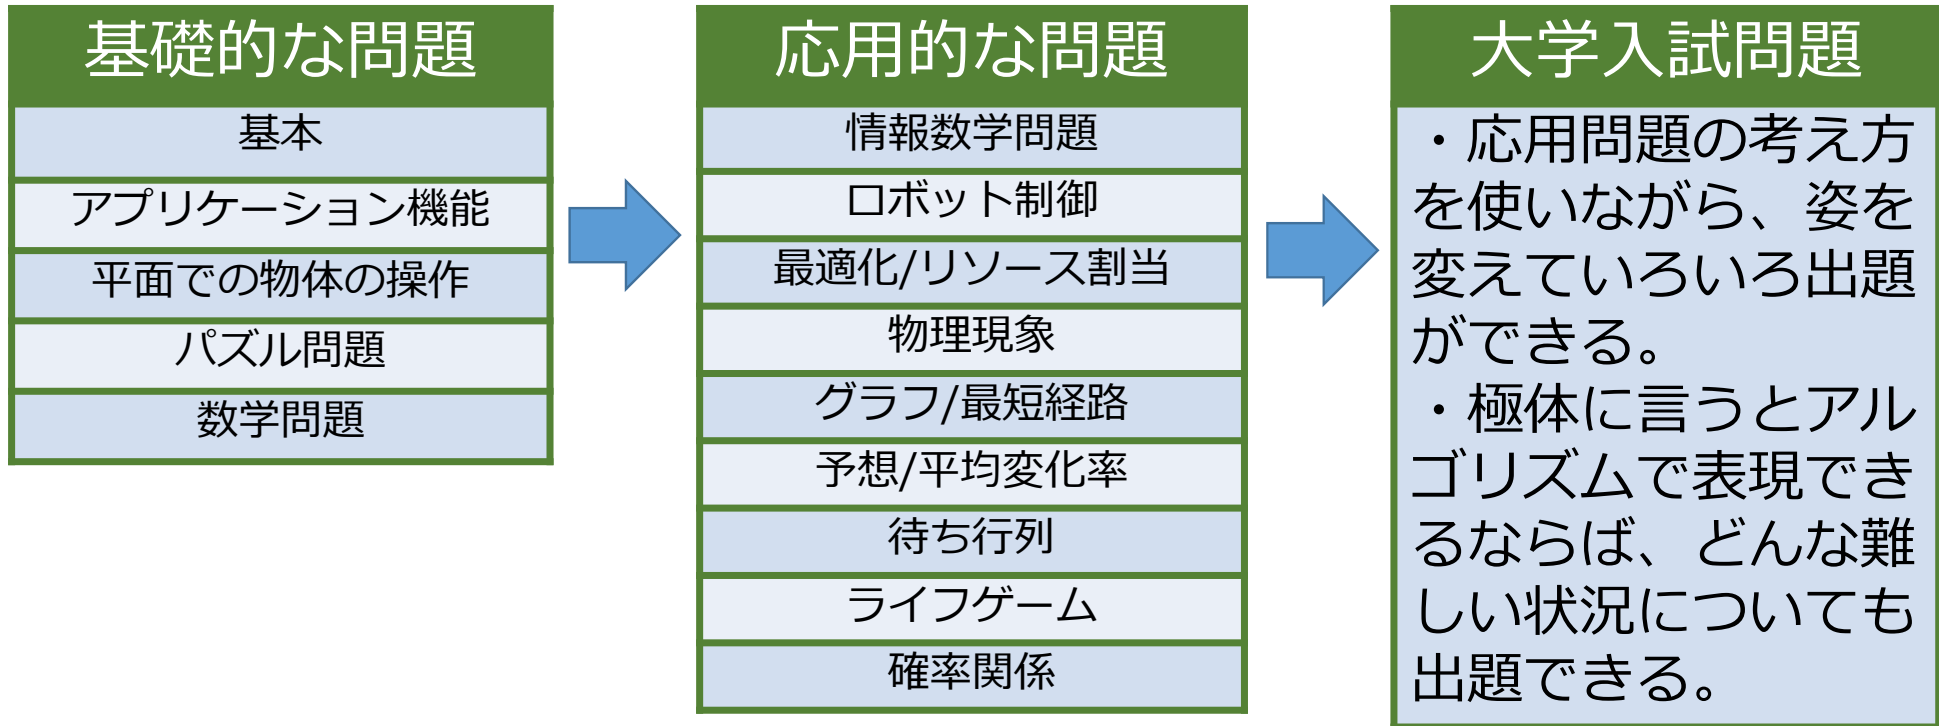 基礎的な問題
基本
アプリケーション機能
平面での物体の操作
パズル問題
数学問題
応用的な問題
情報数学問題
ロボット制御
最適化/リソース割当
物理現象
グラフ/最短経路
予想/平均変化率
待ち行列
ライフゲーム
確率関係
大学入試問題
・応用問題の考え方
を使いながら、姿を
変えていろいろ出題
ができる。
・極体に言うとアル
ゴリズムで表現でき
るならば、どんな難
しい状況についても
出題できる。